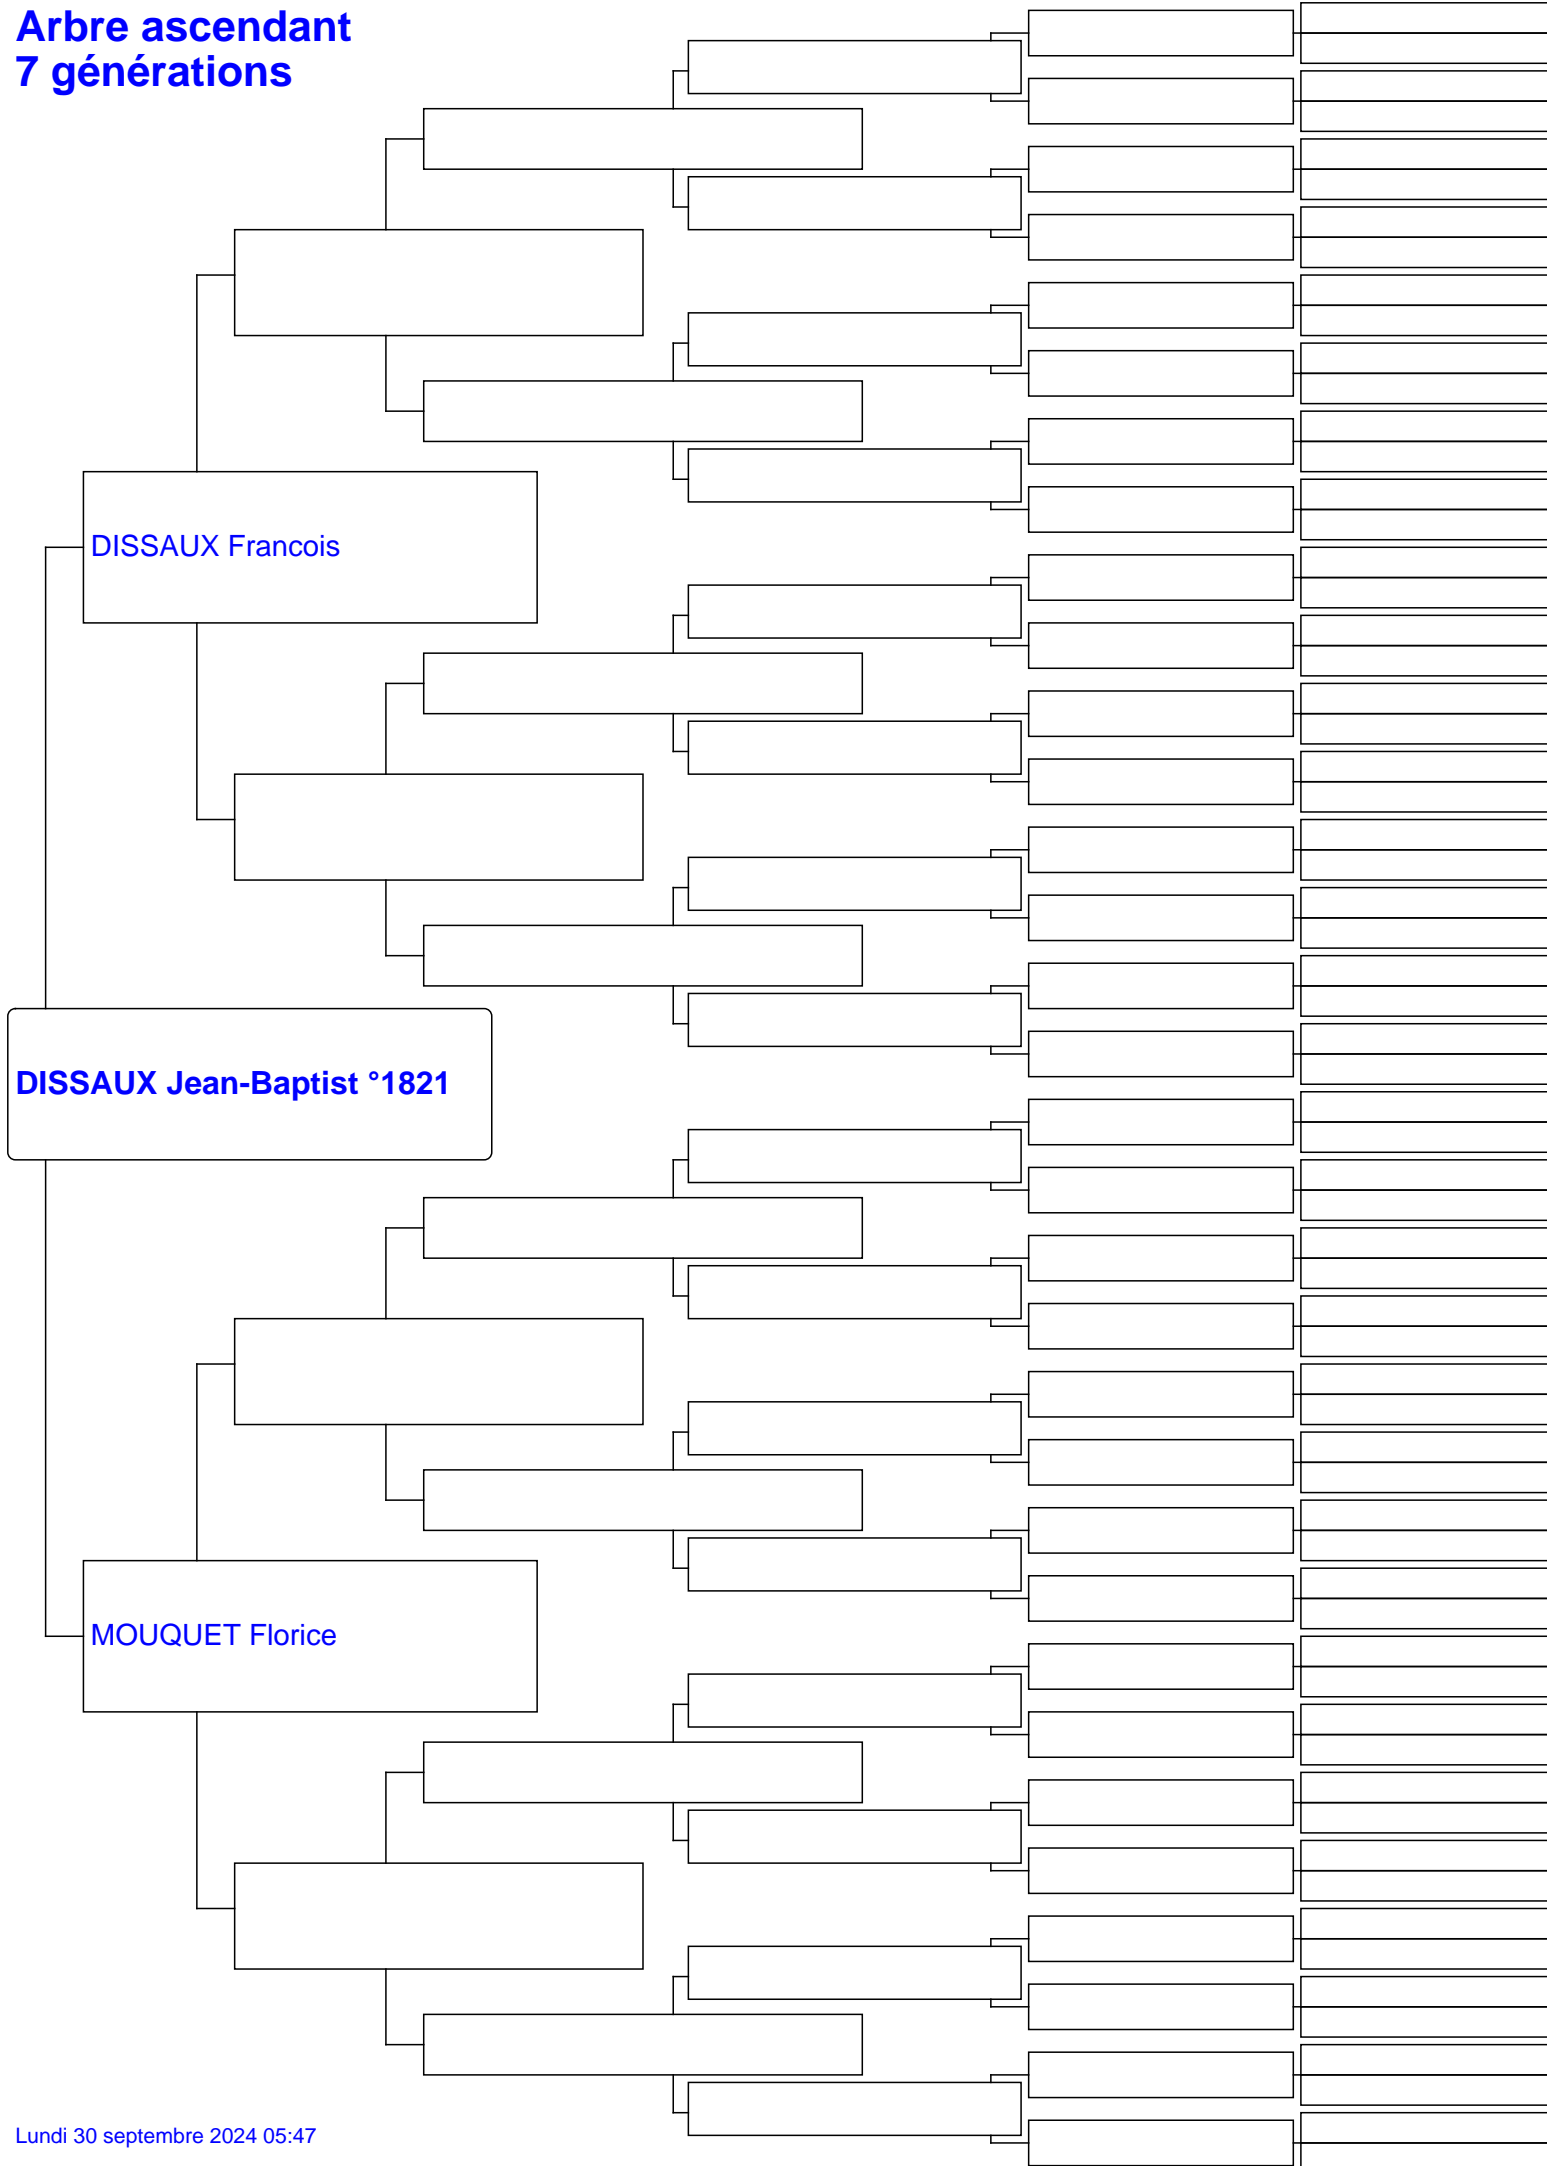 Arbre ascendant
7 générations
DISSAUX Francois
DISSAUX Jean-Baptist °1821
MOUQUET Florice
Lundi 30 septembre 2024 05:47